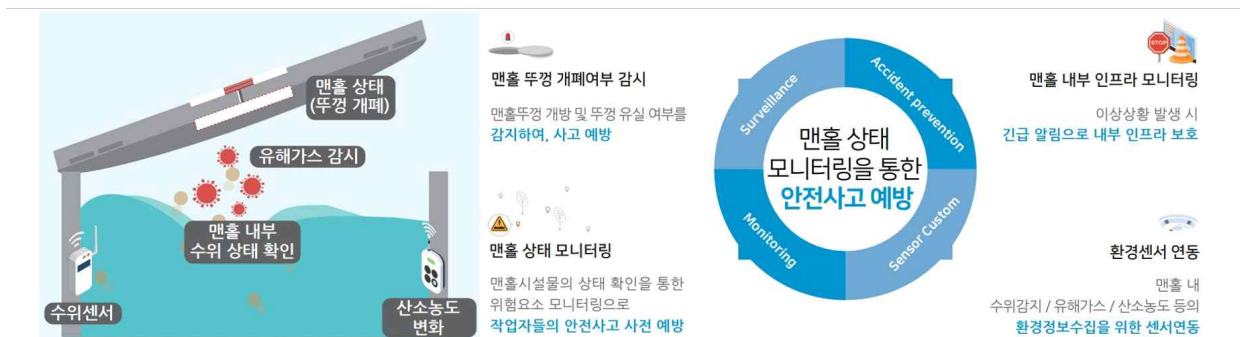 맨홀 상태
(뚜껑 개폐)
유해가스 감시
맨홀 내부
수위 상태 확인
수위센서
산소농도
변화
맨홀 뚜껑 개폐여부 감시
맨홀뚜껑 개방 및 뚜껑 유실 여부를
감지하여, 사고 예방
맨홀 상태 모니터링
맨홀시설물의 상태 확인을 통한
위험요소 모니터링으로
작업자들의 안전사고 사전 예방
Surveillance
Accident prevention
Monitoring
Sensor Custom
맨홀 상태
모니터링을 통한
안전사고 예방
STOP
맨홀 내부 인프라 모니터링
이상상황 발생 시
긴급 알림으로 내부 인프라 보호
환경센서 연동
맨홀 내
수위감지 / 유해가스 / 산소농도 등의
환경정보수집을 위한 센서연동